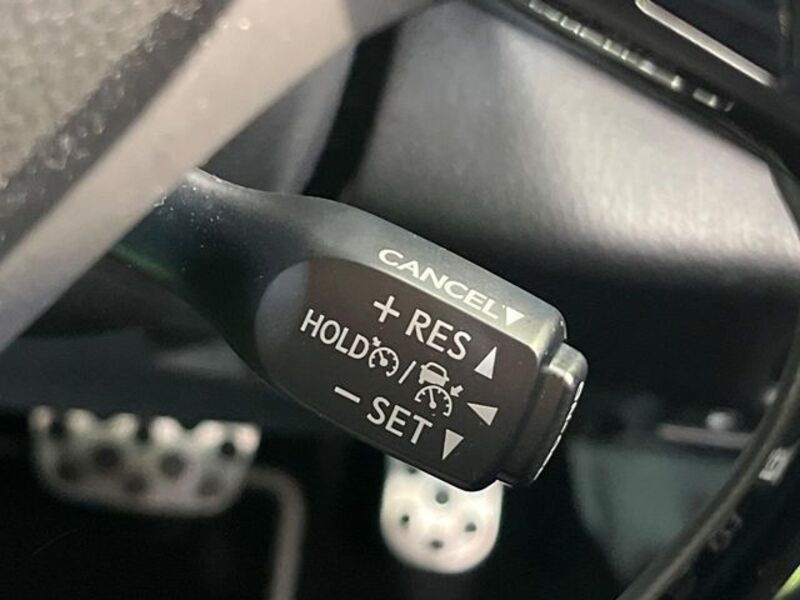 CANCEL▼
+ RES ▲
HOLD / ◀
− SET ▼